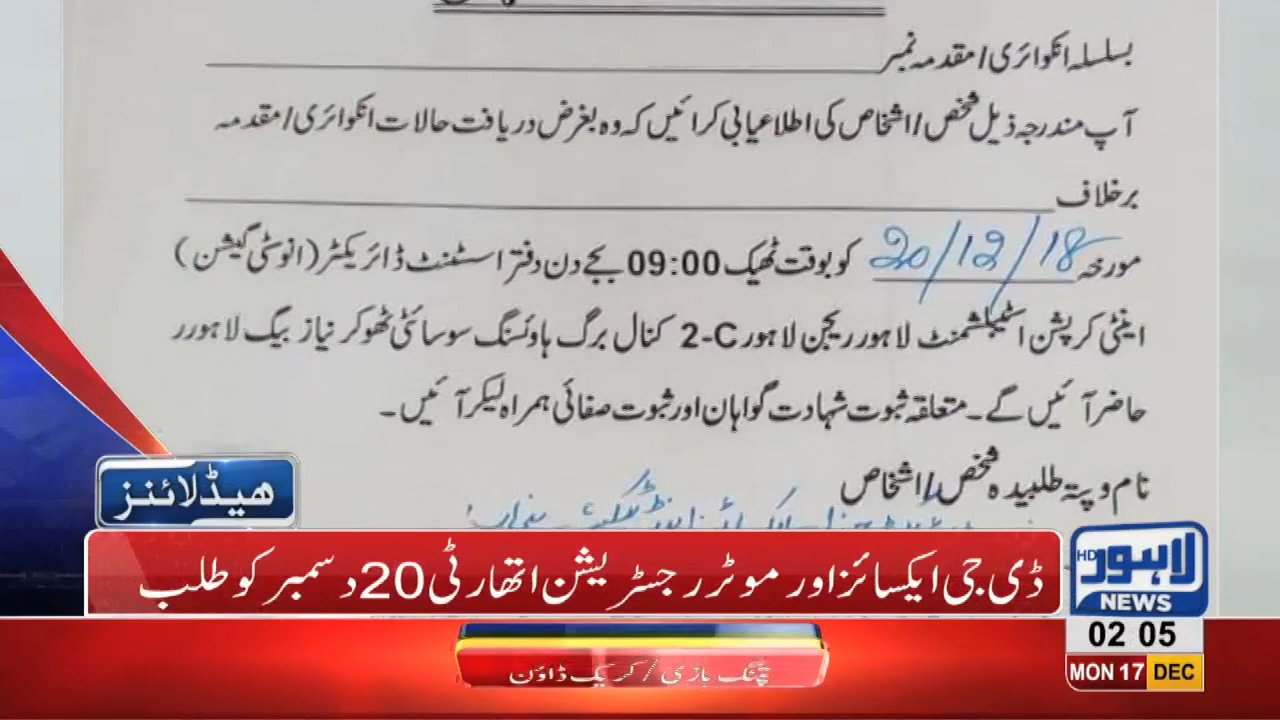 بسلسلہ انکوائری/مقدمہ نمبر
آپ مندرجہ ذیل شخص/اشخاص کی اطلاعیابی کرائیں کہ وہ بغرض دریافت حالات انکوائری/مقدمہ
برخلاف
مورخہ 20/12/18 کو بوقت ٹھیک 09:00 بجے دن دفتر اسسٹنٹ ڈائریکٹر (انوسٹی گیشن)
اینٹی کرپشن اسٹیبلشمنٹ لاہور ریجن لاہور 2-C کنال برگ ہاؤسنگ سوسائٹی ٹھوکر نیاز بیگ لاہورر
حاضر آئیں گے۔ متعلقہ ثبوت شہادت گواہان اور ثبوت صفائی ہمراہ لیکر آئیں۔
نام و پتہ طلبیدہ شخص/اشخاص
ھیڈلائنز
ڈی جی ایکسائز اور موٹر رجسٹریشن اتھارٹی 20 دسمبر کو طلب
لاہور HD
NEWS
02 05
MON 17 DEC
پتنگ بازی / کریک ڈاؤن